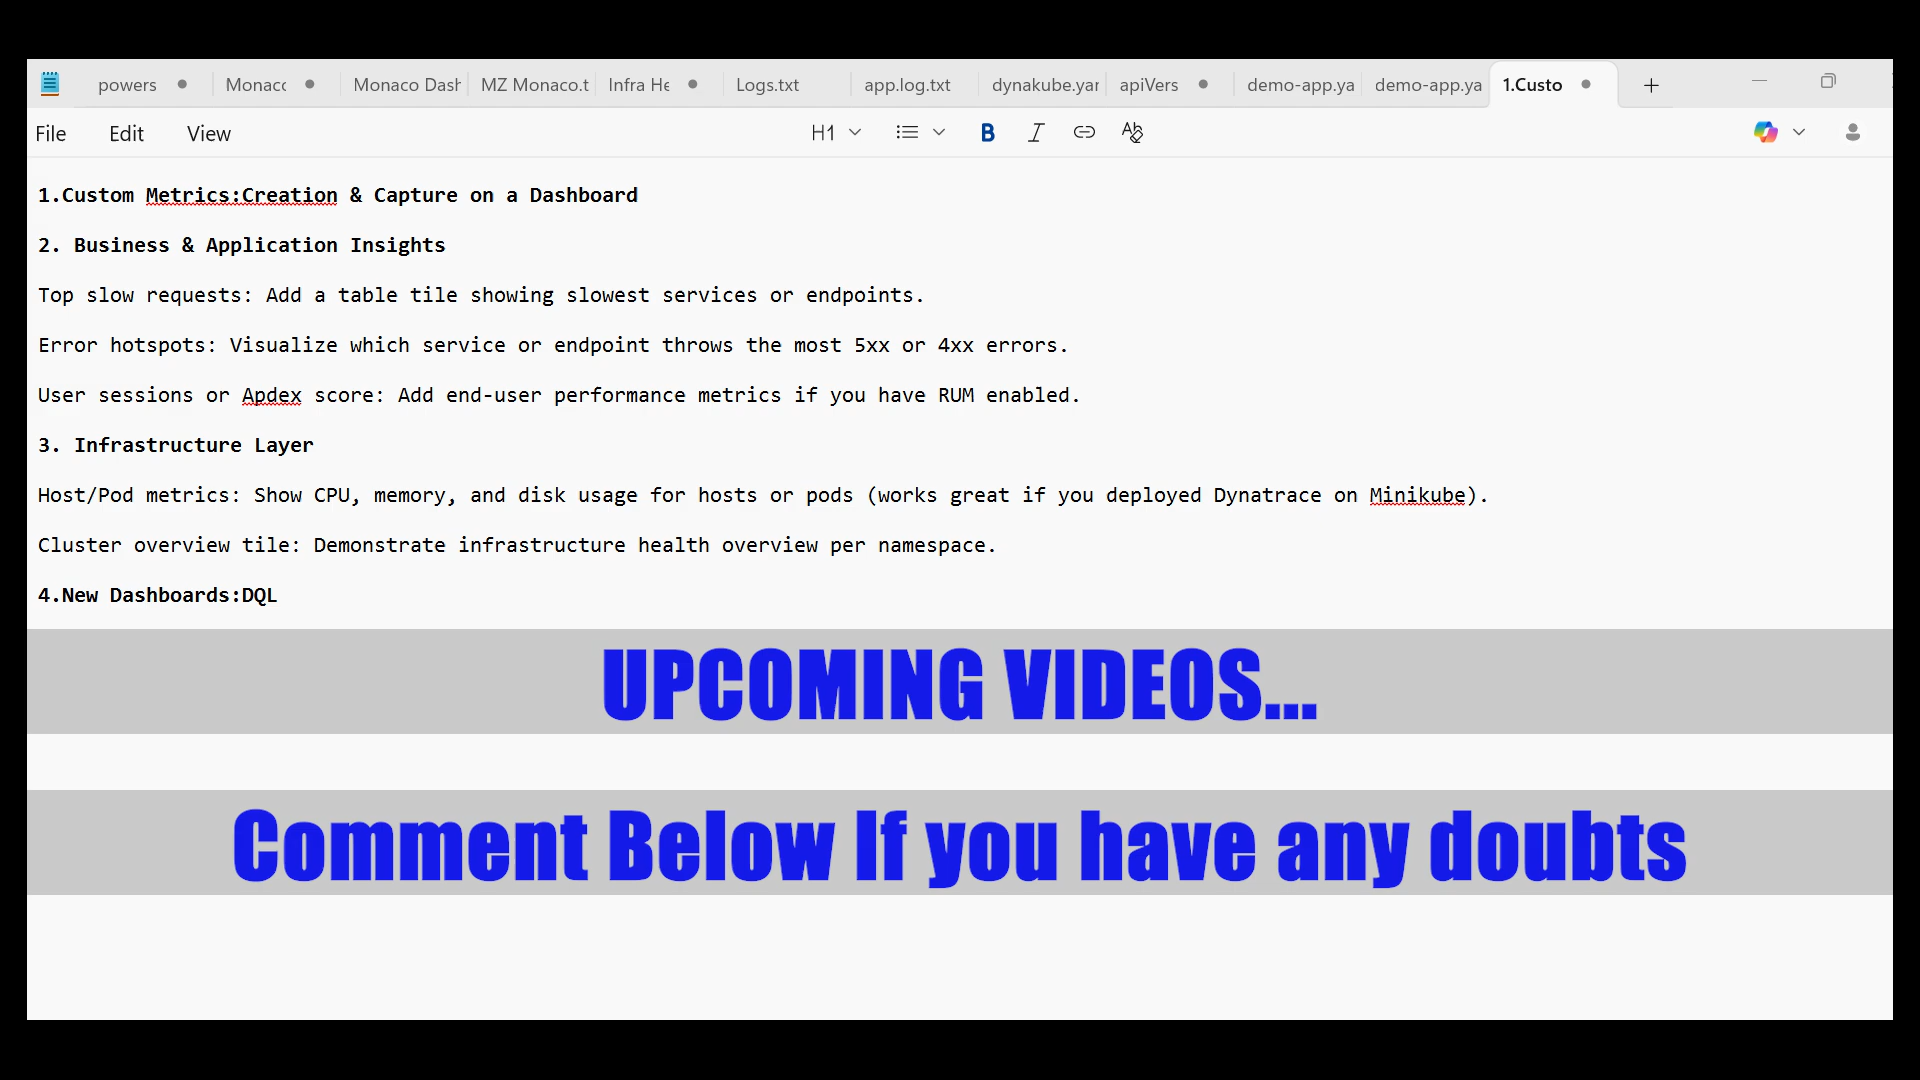 powers Monacc Monaco Dash MZ Monaco.t Infra He Logs.txt app.log.txt dynakube.yar apiVers demo-app.ya demo-app.ya 1.Custo
File Edit View H1 B I
1.Custom Metrics:Creation & Capture on a Dashboard
2. Business & Application Insights
Top slow requests: Add a table tile showing slowest services or endpoints.
Error hotspots: Visualize which service or endpoint throws the most 5xx or 4xx errors.
User sessions or Apdex score: Add end-user performance metrics if you have RUM enabled.
3. Infrastructure Layer
Host/Pod metrics: Show CPU, memory, and disk usage for hosts or pods (works great if you deployed Dynatrace on Minikube).
Cluster overview tile: Demonstrate infrastructure health overview per namespace.
4.New Dashboards:DQL
UPCOMING VIDEOS...
Comment Below If you have any doubts